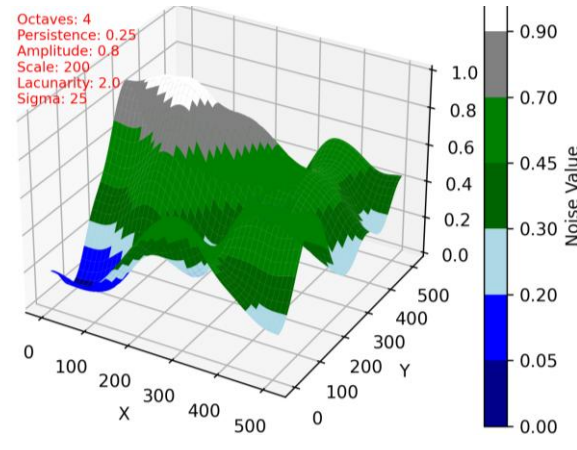 Octaves: 4
Persistence: 0.25
Amplitude: 0.8
Scale: 200
Lacunarity: 2.0
Sigma: 25
1.0
0.8
0.6
0.4
0.2
0.0
0
100
200
300
400
500
X
0
100
200
300
400
500
Y
0.90
0.70
0.45
0.30
0.20
0.05
0.00
Noise Value